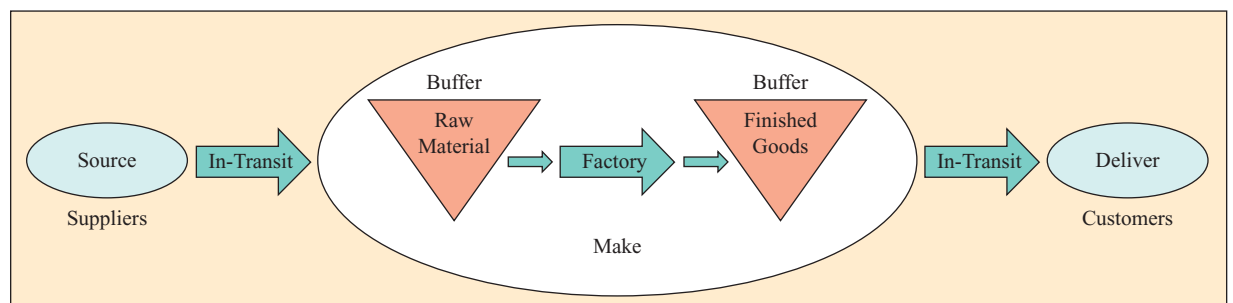 Source
Suppliers
In-Transit
Buffer
Raw
Material
Factory
Buffer
Finished
Goods
Make
In-Transit
Deliver
Customers